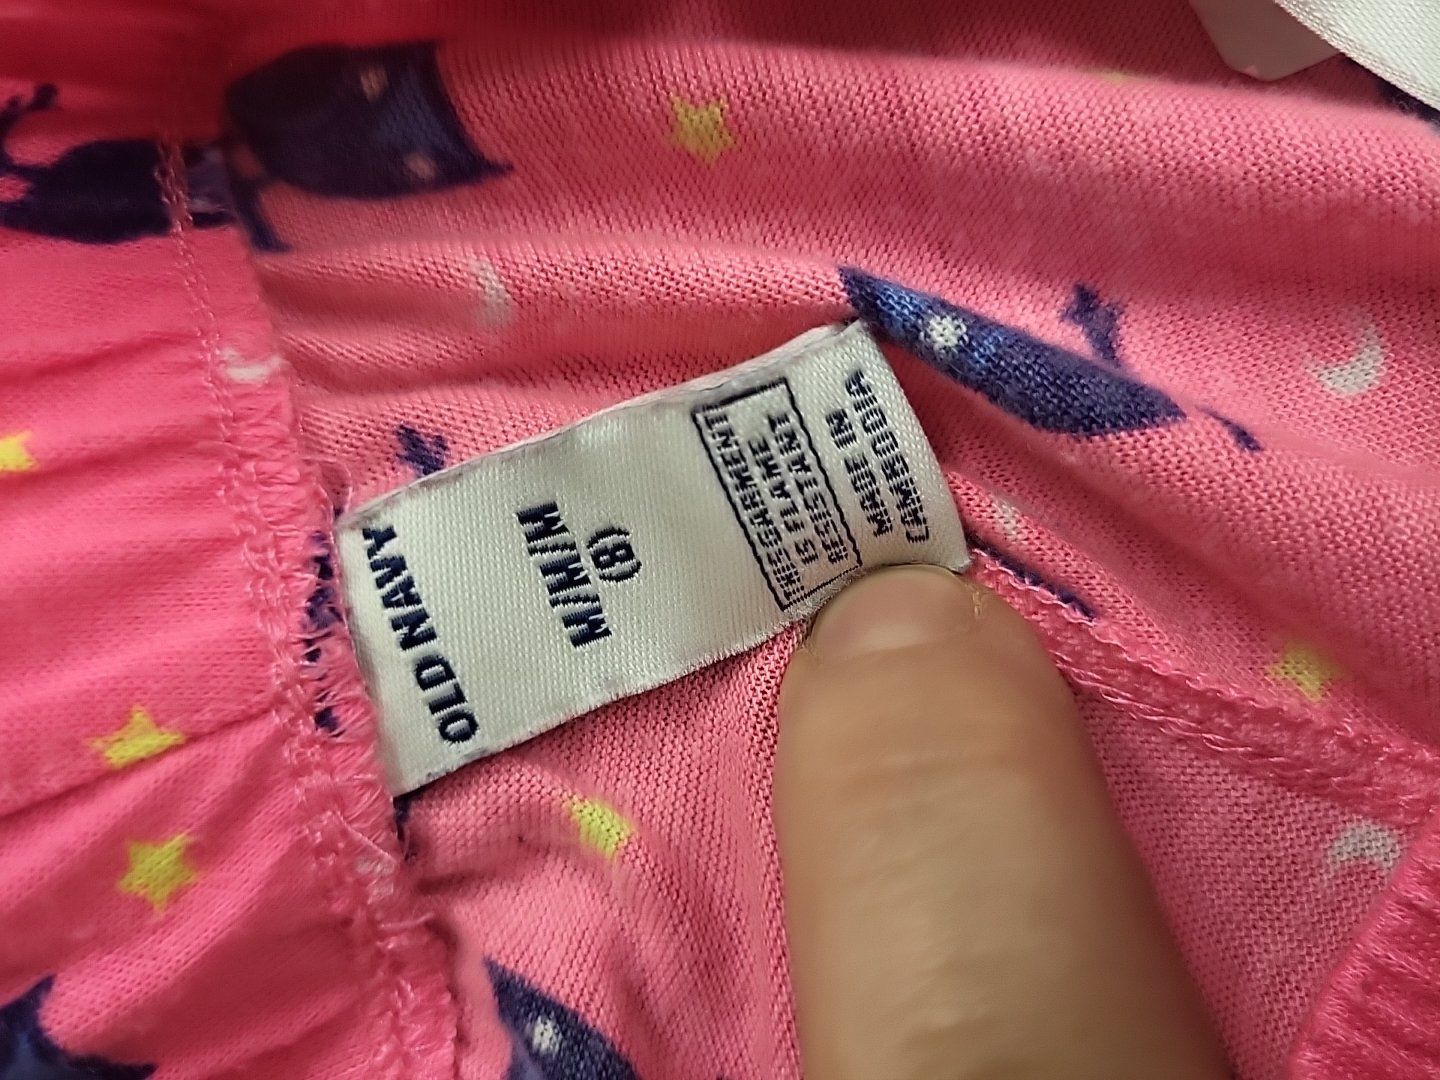 OLD NAVY
M/M/M
(8)
THIS GARMENT
IS FLAME
RESISTANT
MADE IN
CAMBODIA